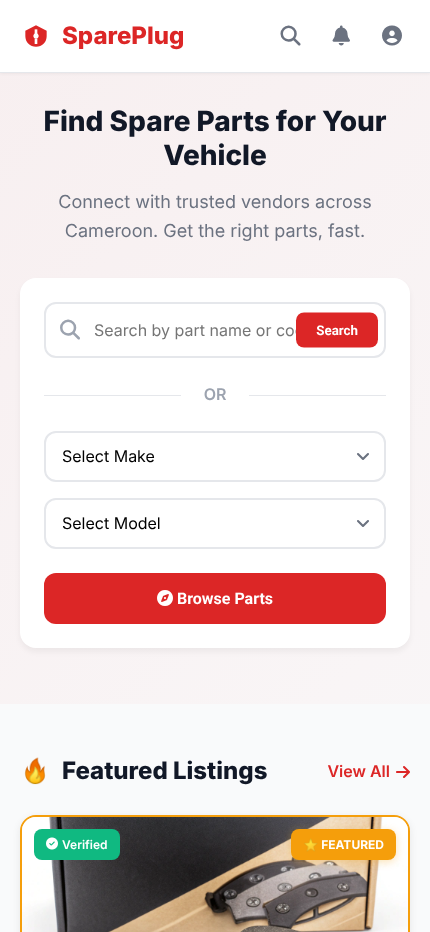 SparePlug
Find Spare Parts for Your
Vehicle
Connect with trusted vendors across
Cameroon. Get the right parts, fast.
Search by part name or co
Search
OR
Select Make
Select Model
Browse Parts
🔥 Featured Listings
View All →
Verified
⭐ FEATURED